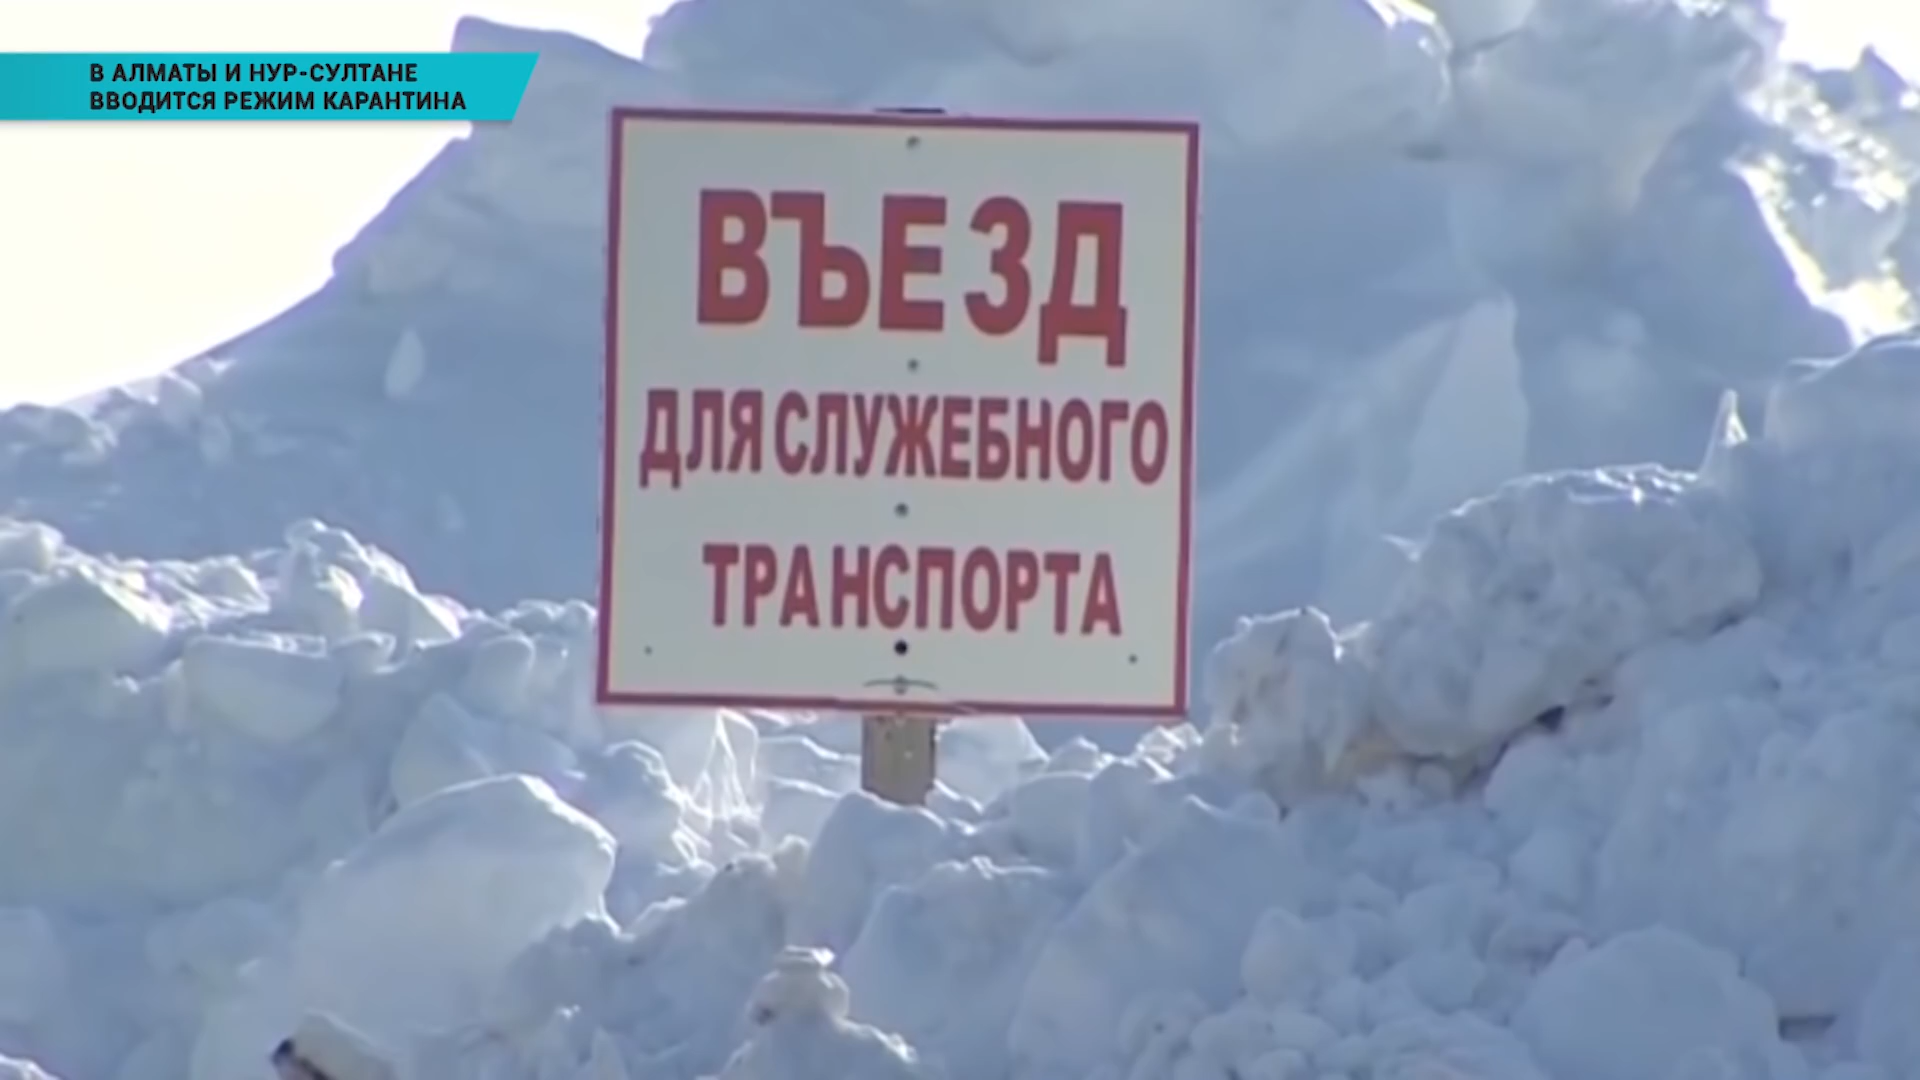 В АЛМАТЫ И НУР-СУЛТАНЕ
ВВОДИТСЯ РЕЖИМ КАРАНТИНА
ВЪЕЗД
ДЛЯ СЛУЖЕБНОГО
ТРАНСПОРТА